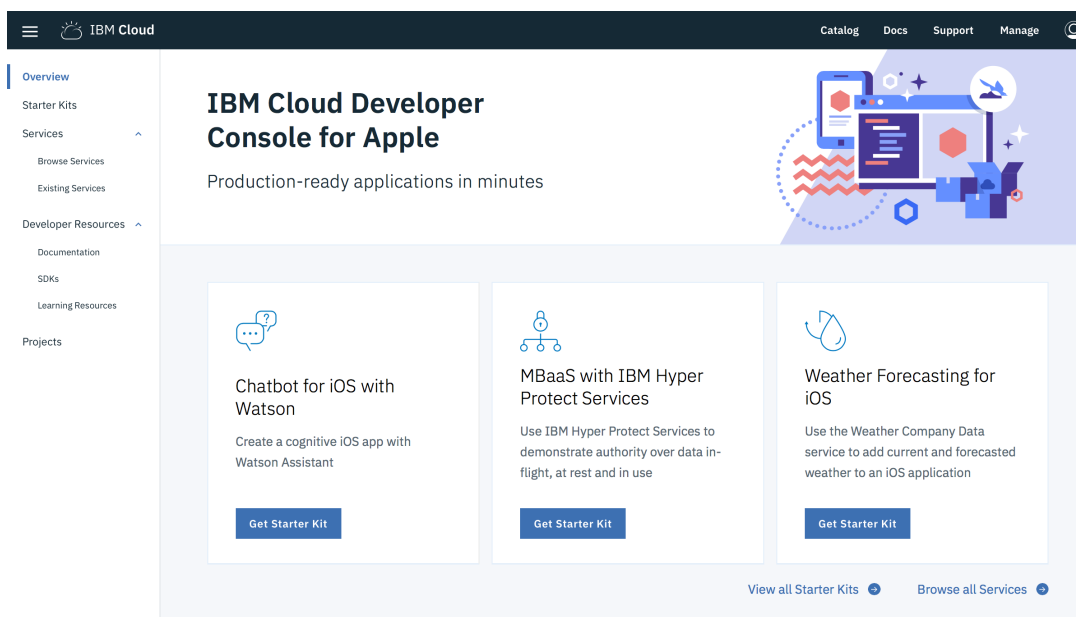 IBM Cloud
Catalog
Docs
Support
Manage
Overview
Starter Kits
Services
Browse Services
Existing Services
Developer Resources
Documentation
SDKs
Learning Resources
Projects
IBM Cloud Developer
Console for Apple
Production-ready applications in minutes
Chatbot for iOS with
Watson
Create a cognitive iOS app with
Watson Assistant
Get Starter Kit
MBaaS with IBM Hyper
Protect Services
Use IBM Hyper Protect Services to
demonstrate authority over data in-
flight, at rest and in use
Get Starter Kit
Weather Forecasting for
iOS
Use the Weather Company Data
service to add current and forecasted
weather to an iOS application
Get Starter Kit
View all Starter Kits
Browse all Services